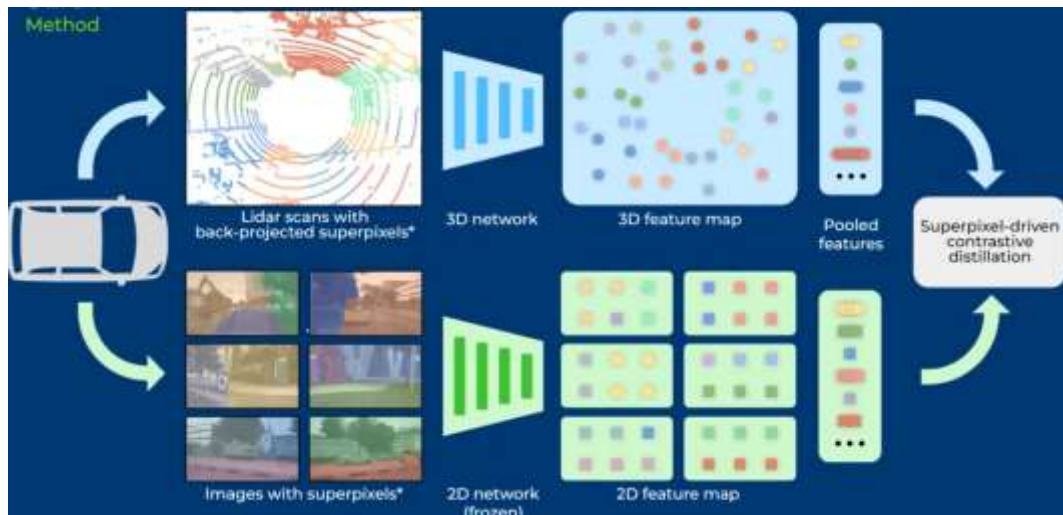 Method
Lidar scans with
back-projected superpixels*
3D network
3D feature map
Pooled
features
Superpixel-driven
contrastive
distillation
Images with superpixels*
2D network
(frozen)
2D feature map